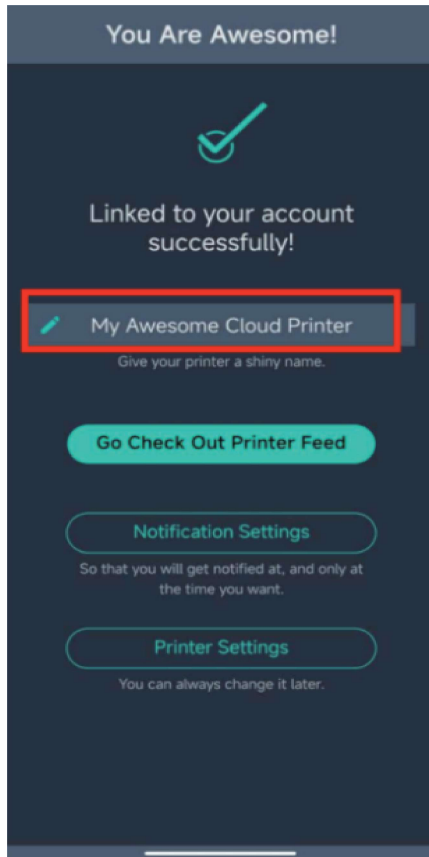 You Are Awesome!
Linked to your account
successfully!
My Awesome Cloud Printer
Give your printer a shiny name.
Go Check Out Printer Feed
Notification Settings
So that you will get notified at, and only at
the time you want.
Printer Settings
You can always change it later.